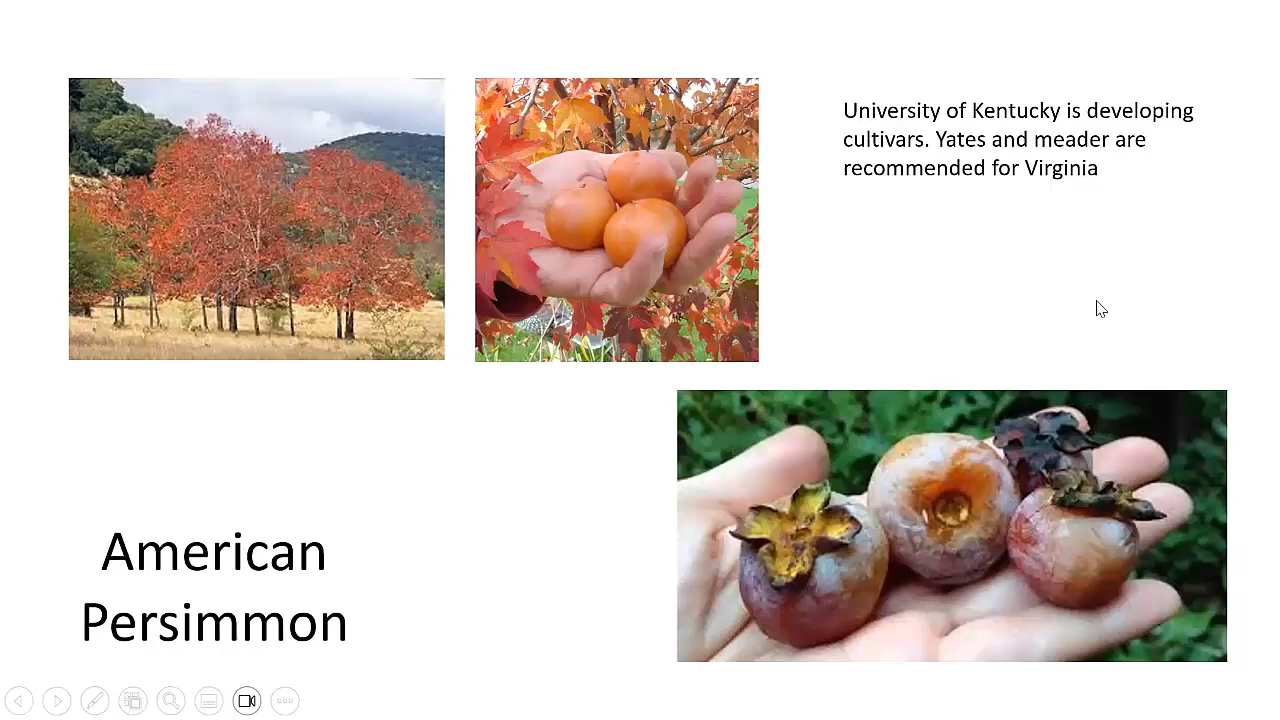 University of Kentucky is developing
cultivars. Yates and meader are
recommended for Virginia
American
Persimmon